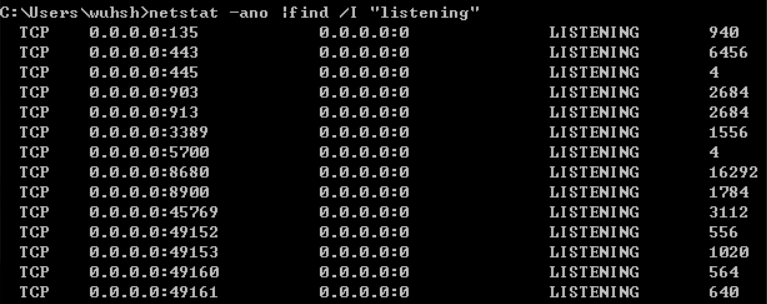 C:\Users\wuhsh>netstat -ano |find /I "listening"
TCP 0.0.0.0:135 0.0.0.0:0 LISTENING 940
TCP 0.0.0.0:443 0.0.0.0:0 LISTENING 6456
TCP 0.0.0.0:445 0.0.0.0:0 LISTENING 4
TCP 0.0.0.0:903 0.0.0.0:0 LISTENING 2684
TCP 0.0.0.0:913 0.0.0.0:0 LISTENING 2684
TCP 0.0.0.0:3389 0.0.0.0:0 LISTENING 1556
TCP 0.0.0.0:5700 0.0.0.0:0 LISTENING 4
TCP 0.0.0.0:8680 0.0.0.0:0 LISTENING 16292
TCP 0.0.0.0:8900 0.0.0.0:0 LISTENING 1784
TCP 0.0.0.0:45769 0.0.0.0:0 LISTENING 3112
TCP 0.0.0.0:49152 0.0.0.0:0 LISTENING 556
TCP 0.0.0.0:49153 0.0.0.0:0 LISTENING 1020
TCP 0.0.0.0:49160 0.0.0.0:0 LISTENING 564
TCP 0.0.0.0:49161 0.0.0.0:0 LISTENING 640